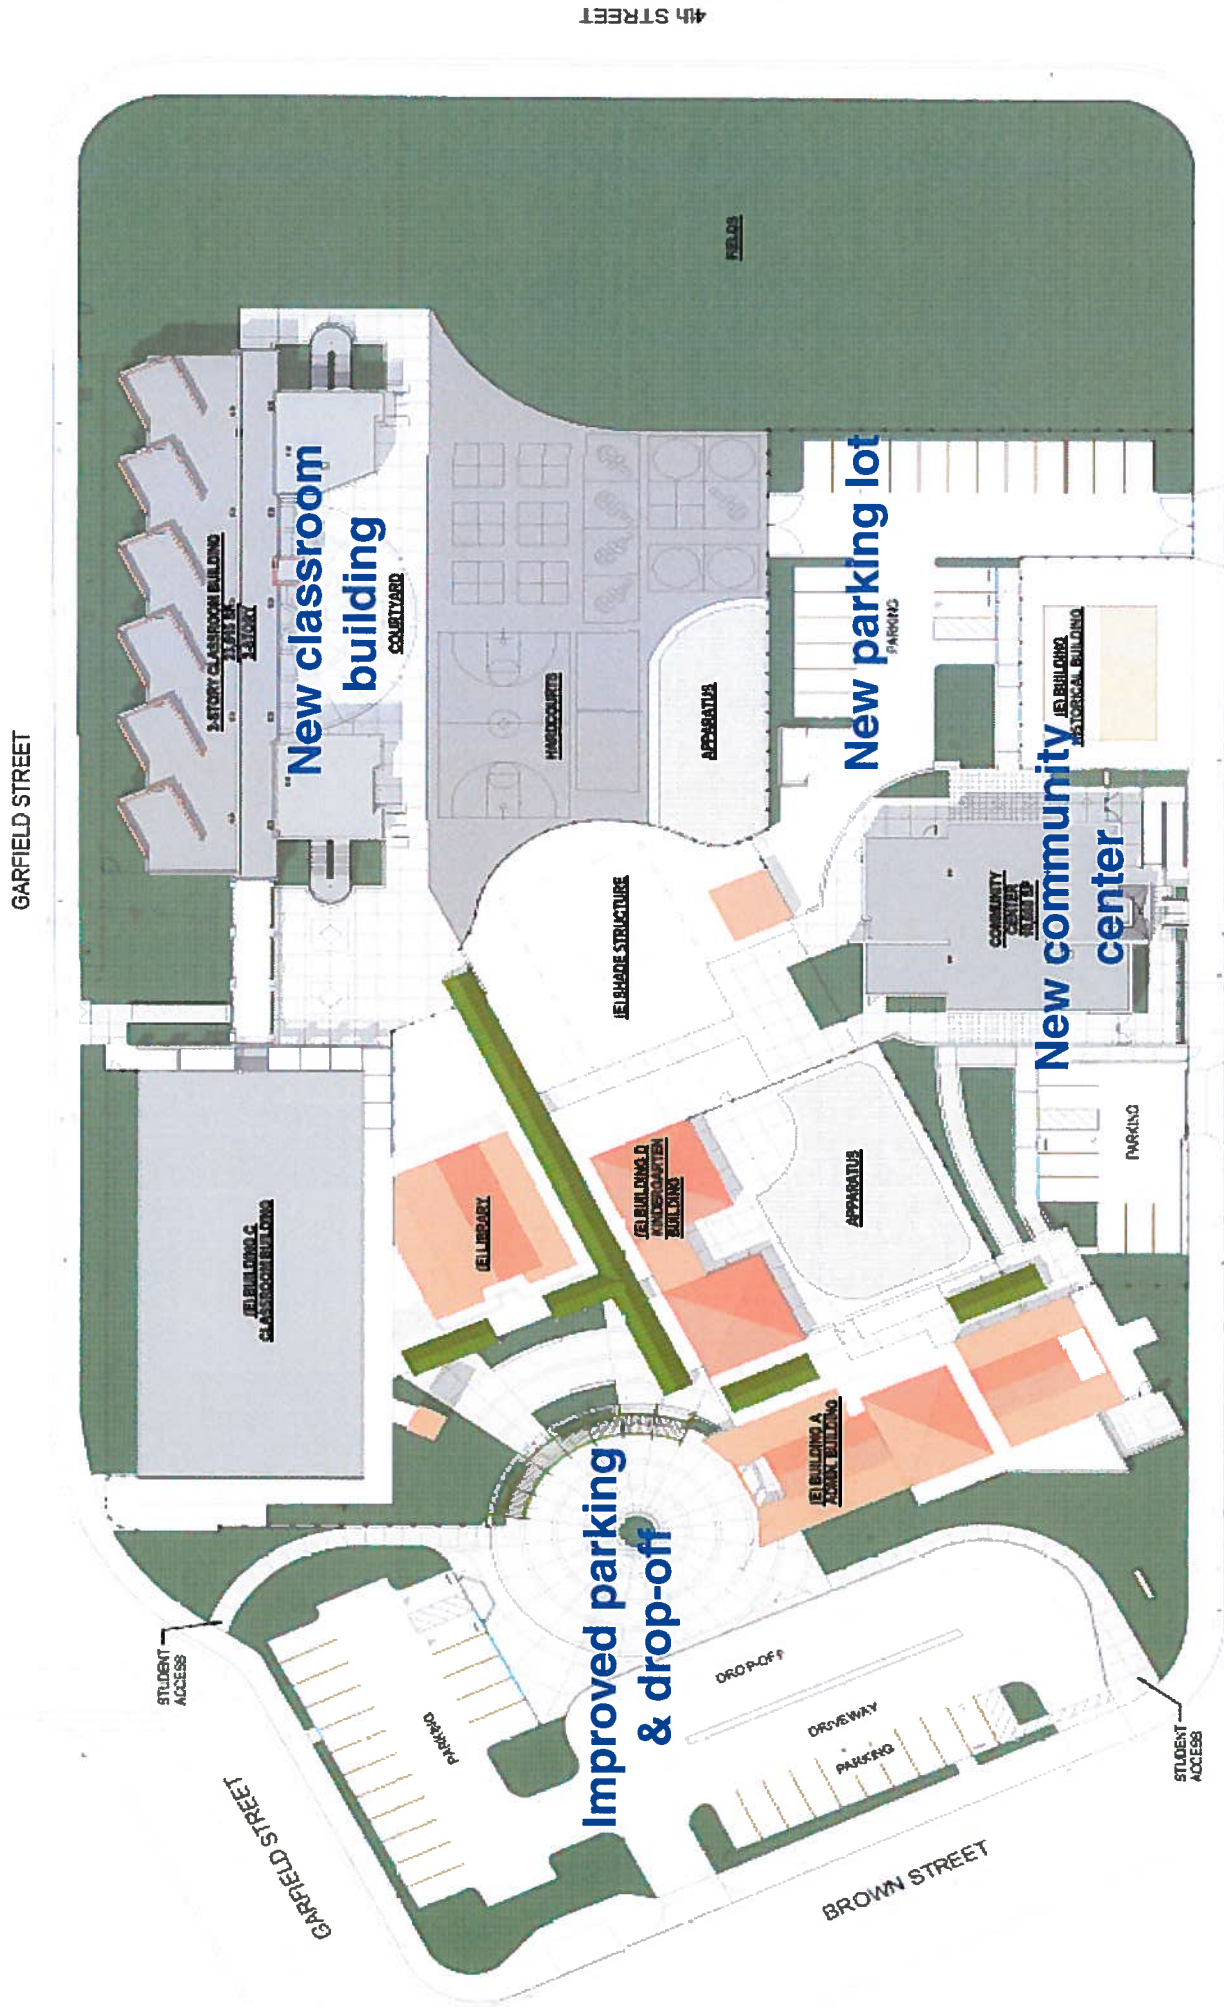 4th STREET
GARFIELD STREET
FIELDS
2-STORY CLASSROOM BUILDING
2-STORY
New classroom
building
COURTYARD
HARDCOURTS
APPARATUS
New parking lot
PARKING
(E) BUILDING
HISTORICAL BUILDING
(E) SHADE STRUCTURE
COMMUNITY
CENTER
New community
center
(E) BUILDING C
CLASSROOM BUILDING
(E) LIBRARY
(E) BUILDING D
KINDERGARTEN
BUILDING
APPARATUS
PARKING
(E) BUILDING A
ADMIN. BUILDING
Improved parking
& drop-off
STUDENT
ACCESS
PARKING
DROP-OFF
DRIVEWAY
PARKING
STUDENT
ACCESS
GARFIELD STREET
BROWN STREET